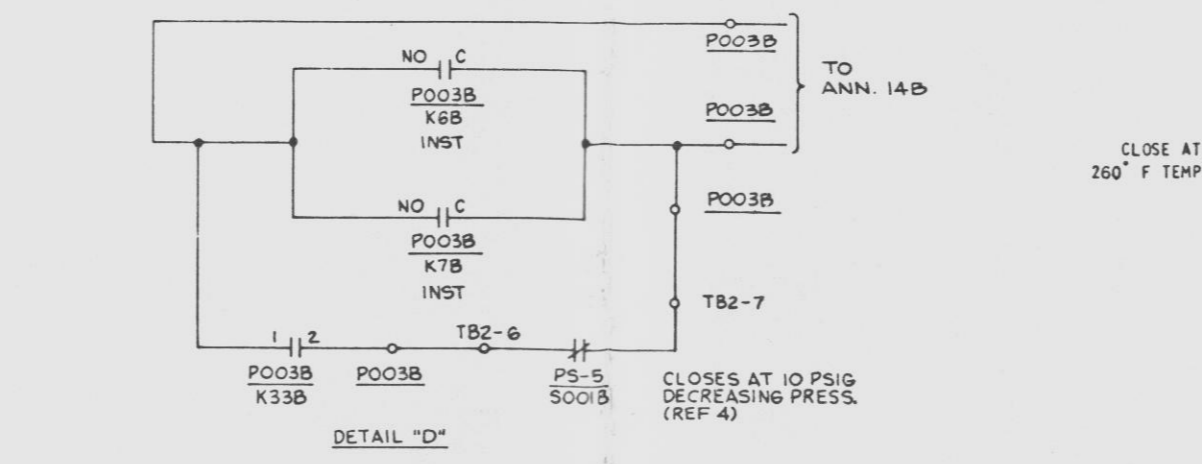 P003B
TO
ANN. 14B
NO C
P003B
K6B
INST
P003B
CLOSE AT
260° F TEMP
P003B
NO C
P003B
K7B
INST
TB2-7
1 2
TB2-6
P003B
K33B
P003B
PS-5
S001B
CLOSES AT 10 PSIG
DECREASING PRESS.
(REF 4)
DETAIL "D"